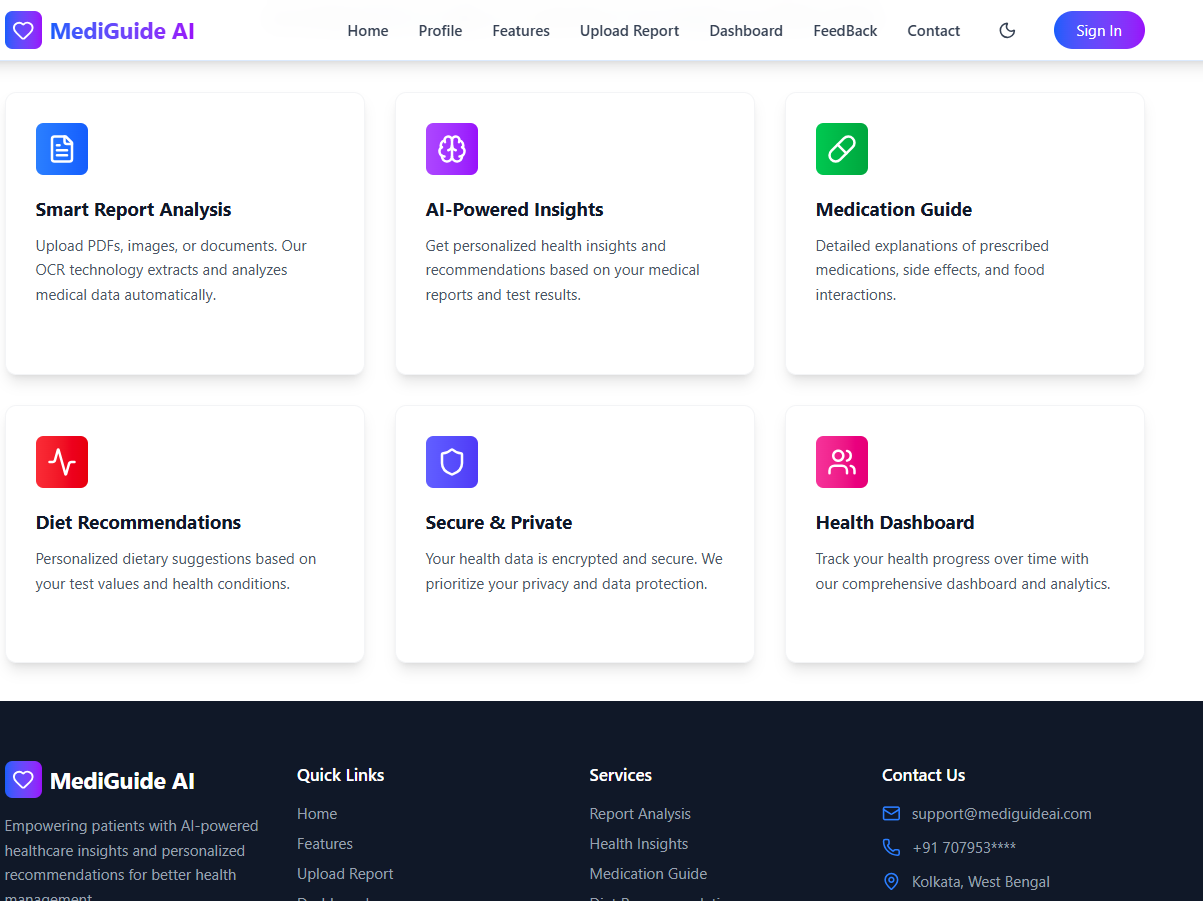 MediGuide AI
Home Profile Features Upload Report Dashboard FeedBack Contact Sign In
Smart Report Analysis
Upload PDFs, images, or documents. Our
OCR technology extracts and analyzes
medical data automatically.
AI-Powered Insights
Get personalized health insights and
recommendations based on your medical
reports and test results.
Medication Guide
Detailed explanations of prescribed
medications, side effects, and food
interactions.
Diet Recommendations
Personalized dietary suggestions based on
your test values and health conditions.
Secure & Private
Your health data is encrypted and secure. We
prioritize your privacy and data protection.
Health Dashboard
Track your health progress over time with
our comprehensive dashboard and analytics.
MediGuide AI
Empowering patients with AI-powered
healthcare insights and personalized
recommendations for better health
management.
Quick Links
Home
Features
Upload Report
Services
Report Analysis
Health Insights
Medication Guide
Contact Us
support@mediguideai.com
+91 707953****
Kolkata, West Bengal